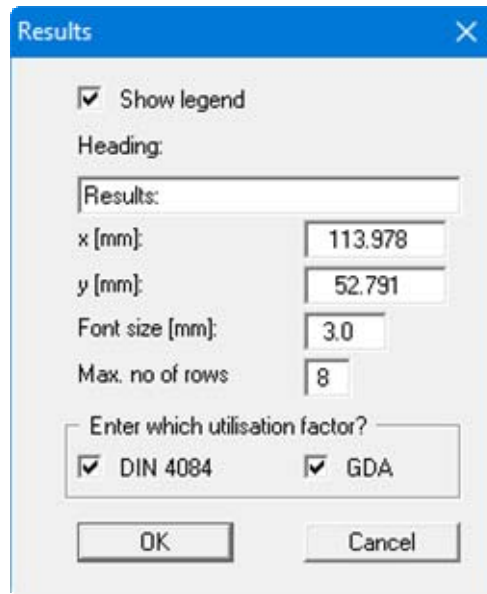 Results
Show legend
Heading:
Results:
x [mm]: 113.978
y [mm]: 52.791
Font size [mm]: 3.0
Max. no of rows 8
Enter which utilisation factor?
DIN 4084 GDA
OK Cancel